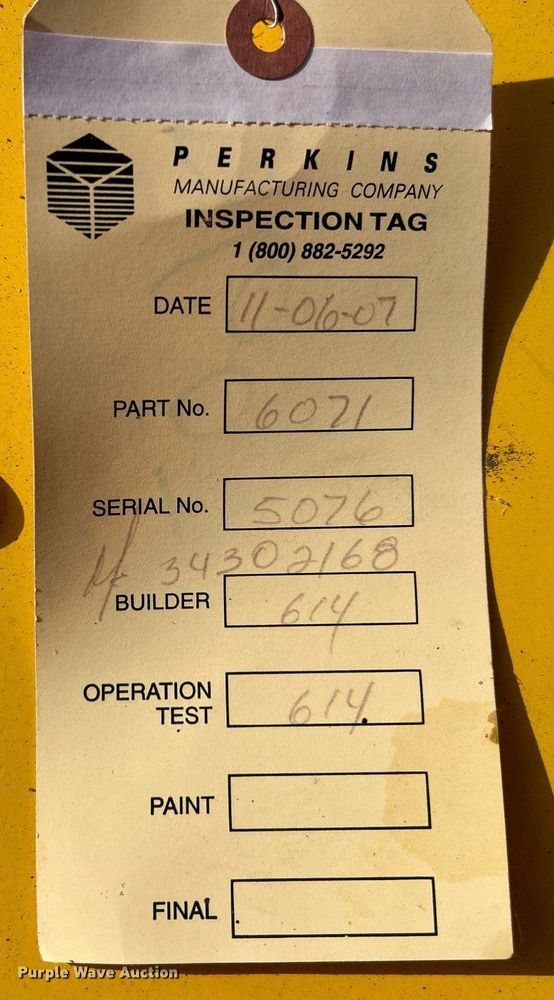 PERKINS
MANUFACTURING COMPANY
INSPECTION TAG
1 (800) 882-5292
DATE 11-06-07
PART No. 6071
SERIAL No. 5076
34302168
BUILDER 614
OPERATION TEST 614
PAINT
FINAL
Purple Wave Auction